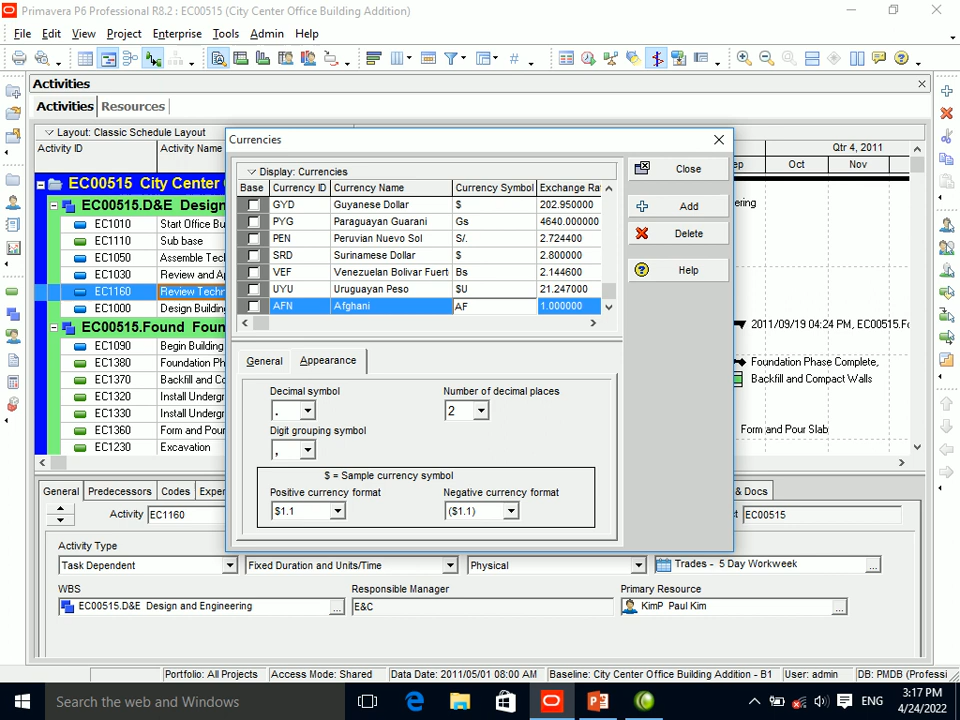 Primavera P6 Professional R8.2 : EC00515 (City Center Office Building Addition)
File Edit View Project Enterprise Tools Admin Help
Activities
Activities Resources
Layout: Classic Schedule Layout
Activity ID Activity Name
Qtr 4, 2011
Oct Nov
EC00515 City Center
EC00515.D&E Design
EC1010 Start Office Bu
EC1110 Sub base
EC1050 Assemble Tec
EC1030 Review and Ap
EC1160 Review Techn
EC1000 Design Building
EC00515.Found Foun
EC1090 Begin Building
EC1380 Foundation Ph
EC1370 Backfill and Co
EC1320 Install Undergr
EC1330 Install Undergr
EC1360 Form and Pour
EC1230 Excavation
2011/09/19 04:24 PM, EC00515.Fo
Foundation Phase Complete,
Backfill and Compact Walls
Form and Pour Slab
Currencies
Display: Currencies
Base Currency ID Currency Name Currency Symbol Exchange Ra
GYD Guyanese Dollar $ 202.950000
PYG Paraguayan Guarani Gs 4640.000000
PEN Peruvian Nuevo Sol S/. 2.724400
SRD Surinamese Dollar $ 2.800000
VEF Venezuelan Bolivar Fuert Bs 2.144600
UYU Uruguayan Peso $U 21.247000
AFN Afghani AF 1.000000
Close
Add
Delete
Help
General Appearance
Decimal symbol
.
Number of decimal places
2
Digit grouping symbol
,
$ = Sample currency symbol
Positive currency format
$1.1
Negative currency format
($1.1)
General Predecessors Codes Expen
& Docs
Activity EC1160
EC00515
Activity Type
Task Dependent Fixed Duration and Units/Time Physical Trades - 5 Day Workweek
WBS Responsible Manager Primary Resource
EC00515.D&E Design and Engineering E&C KimP Paul Kim
Portfolio: All Projects Access Mode: Shared Data Date: 2011/05/01 08:00 AM Baseline: City Center Office Building Addition - B1 User: admin DB: PMDB (Professi
Search the web and Windows
ENG
3:17 PM
4/24/2022